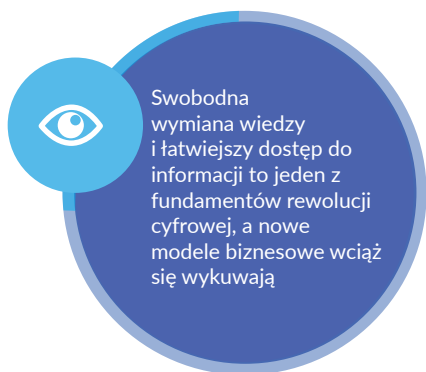 Swobodna
wymiana wiedzy
i łatwiejszy dostęp do
informacji to jeden z
fundamentów rewolucji
cyfrowej, a nowe
modele biznesowe wciąż
się wykuwają